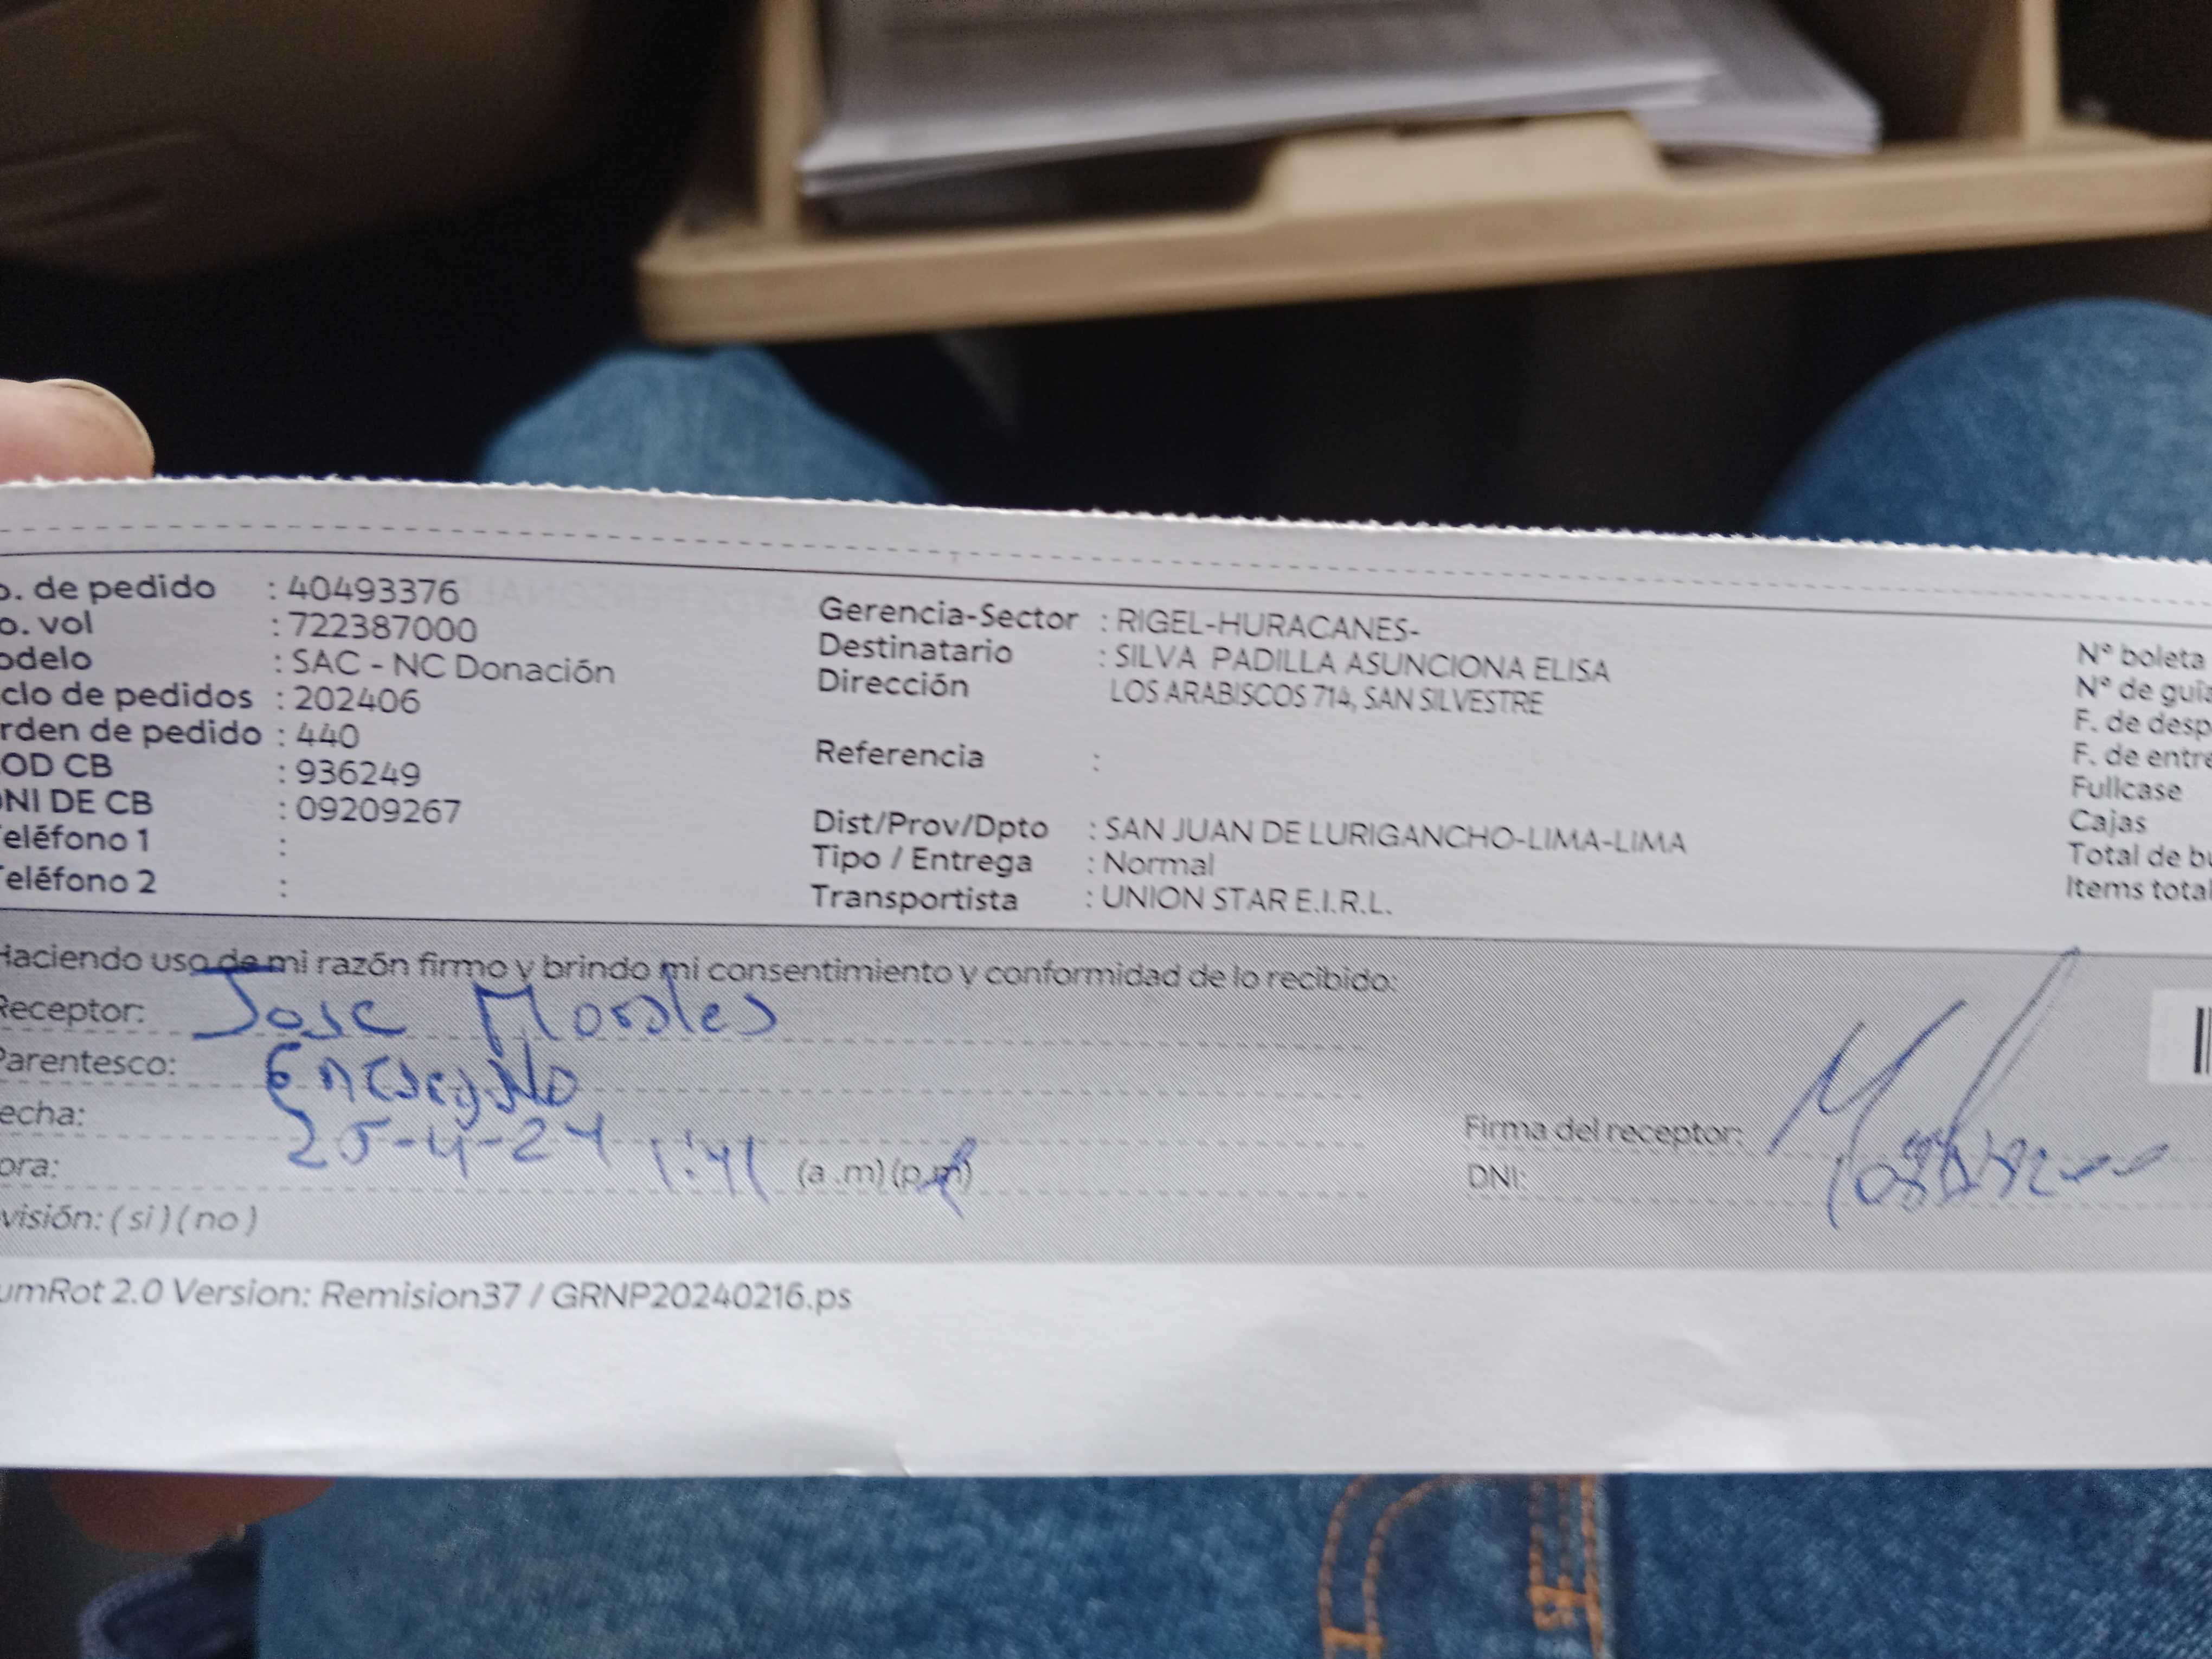 o. de pedido : 40493376
o. vol : 722387000
odelo : SAC - NC Donación
clo de pedidos : 202406
rden de pedido : 440
OD CB : 936249
NI DE CB : 09209267
eléfono 1 :
eléfono 2 :
Gerencia-Sector : RIGEL-HURACANES-
Destinatario : SILVA PADILLA ASUNCIONA ELISA
Dirección LOS ARABISCOS 714, SAN SILVESTRE
Referencia :
Dist/Prov/Dpto : SAN JUAN DE LURIGANCHO-LIMA-LIMA
Tipo / Entrega : Normal
Transportista : UNION STAR E.I.R.L.
Nº boleta
Nº de guía
F. de desp
F. de entre
Fullcase
Cajas
Total de bu
Items total
Haciendo uso de mi razón firmo y brindo mi consentimiento y conformidad de lo recibido:
Receptor: Jose Morales
Parentesco:
echa: 25-4-24
ora: 1:41 (a .m) (p.m)
visión: ( si ) ( no )
Firma del receptor:
DNI:
umRot 2.0 Version: Remision37 / GRNP20240216.ps